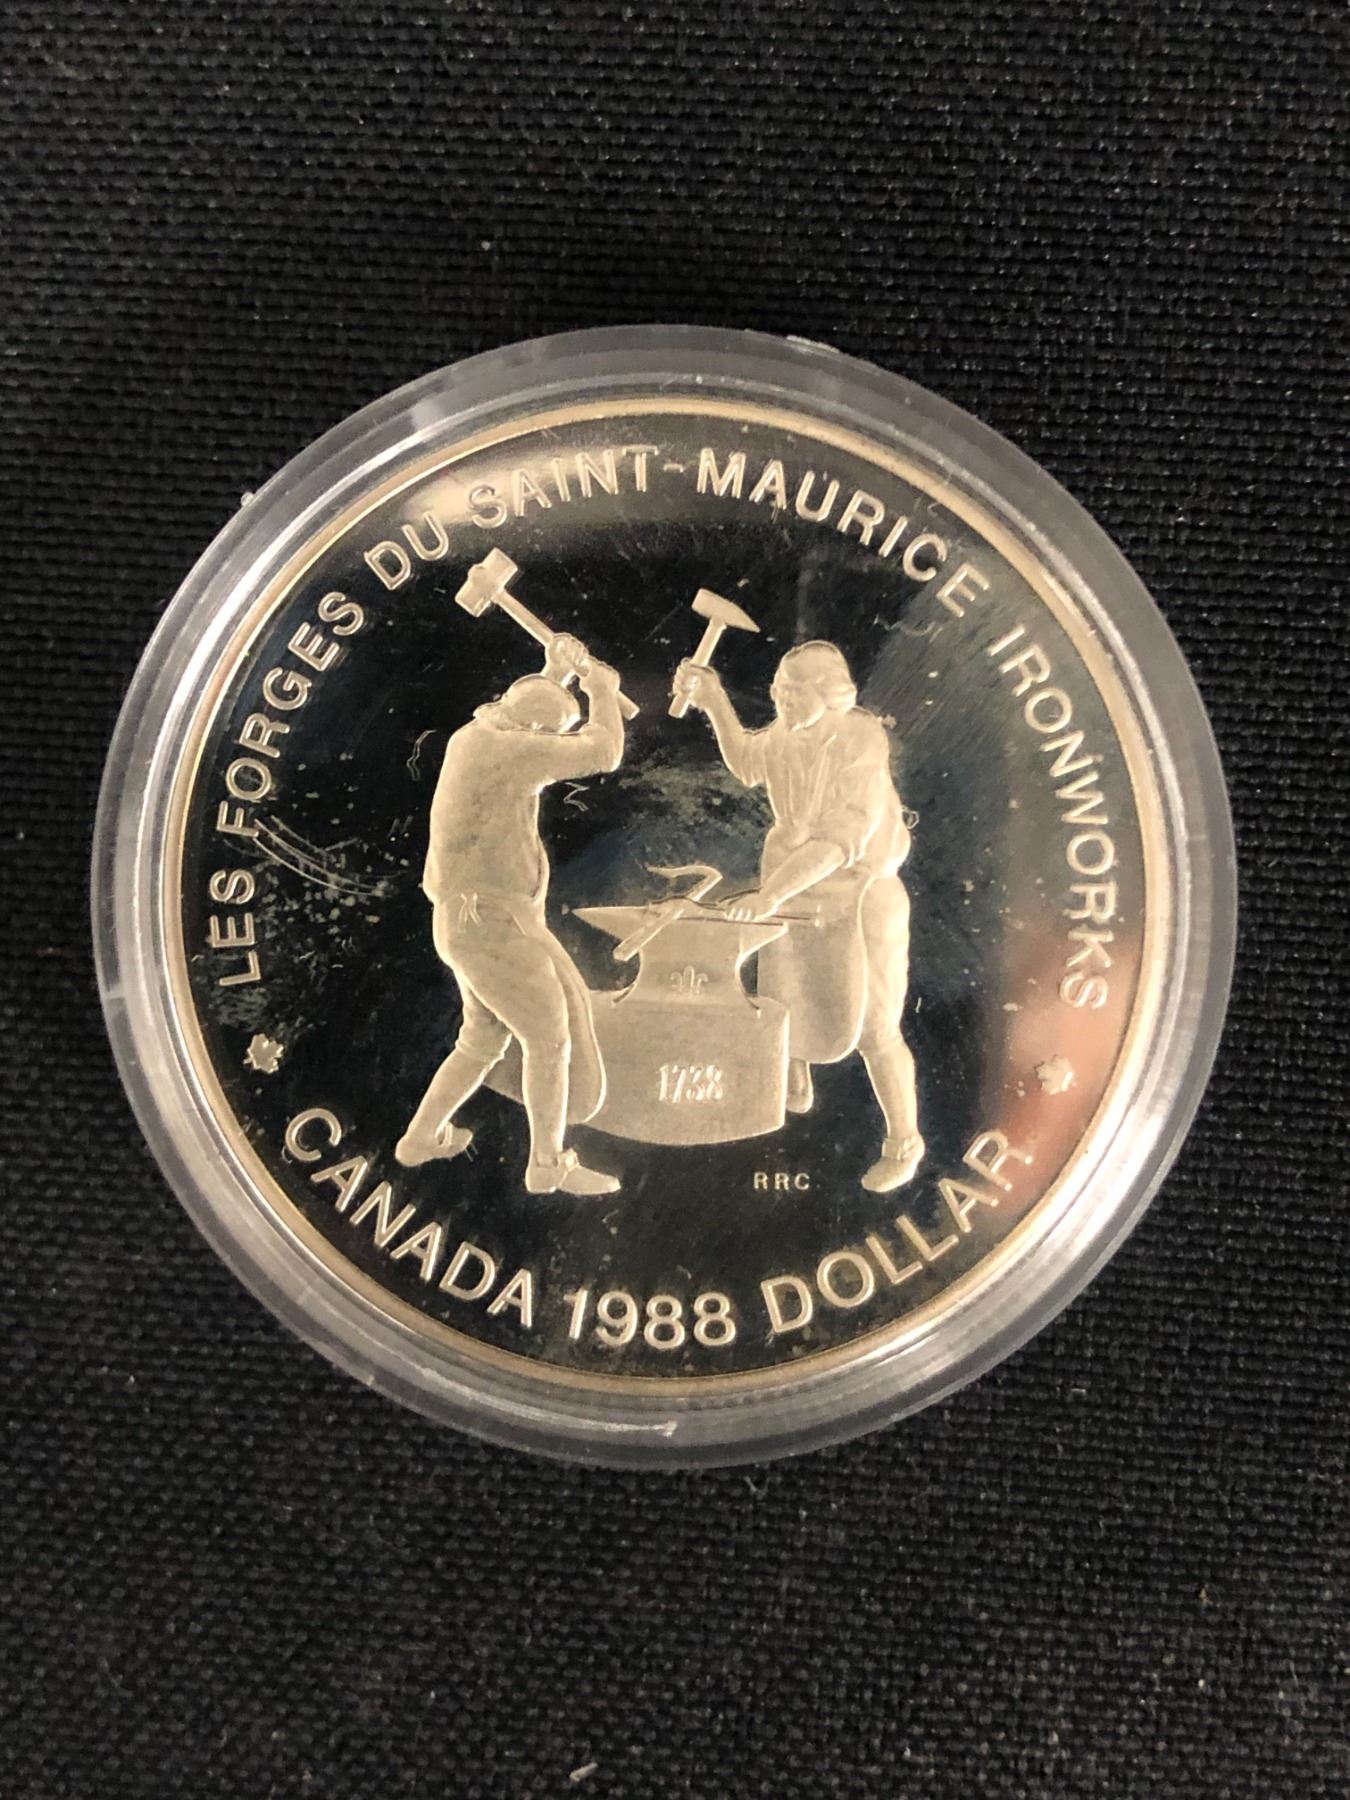 LES FORGES DU SAINT-MAURICE IRONWORKS
1738
RRC
CANADA 1988 DOLLAR